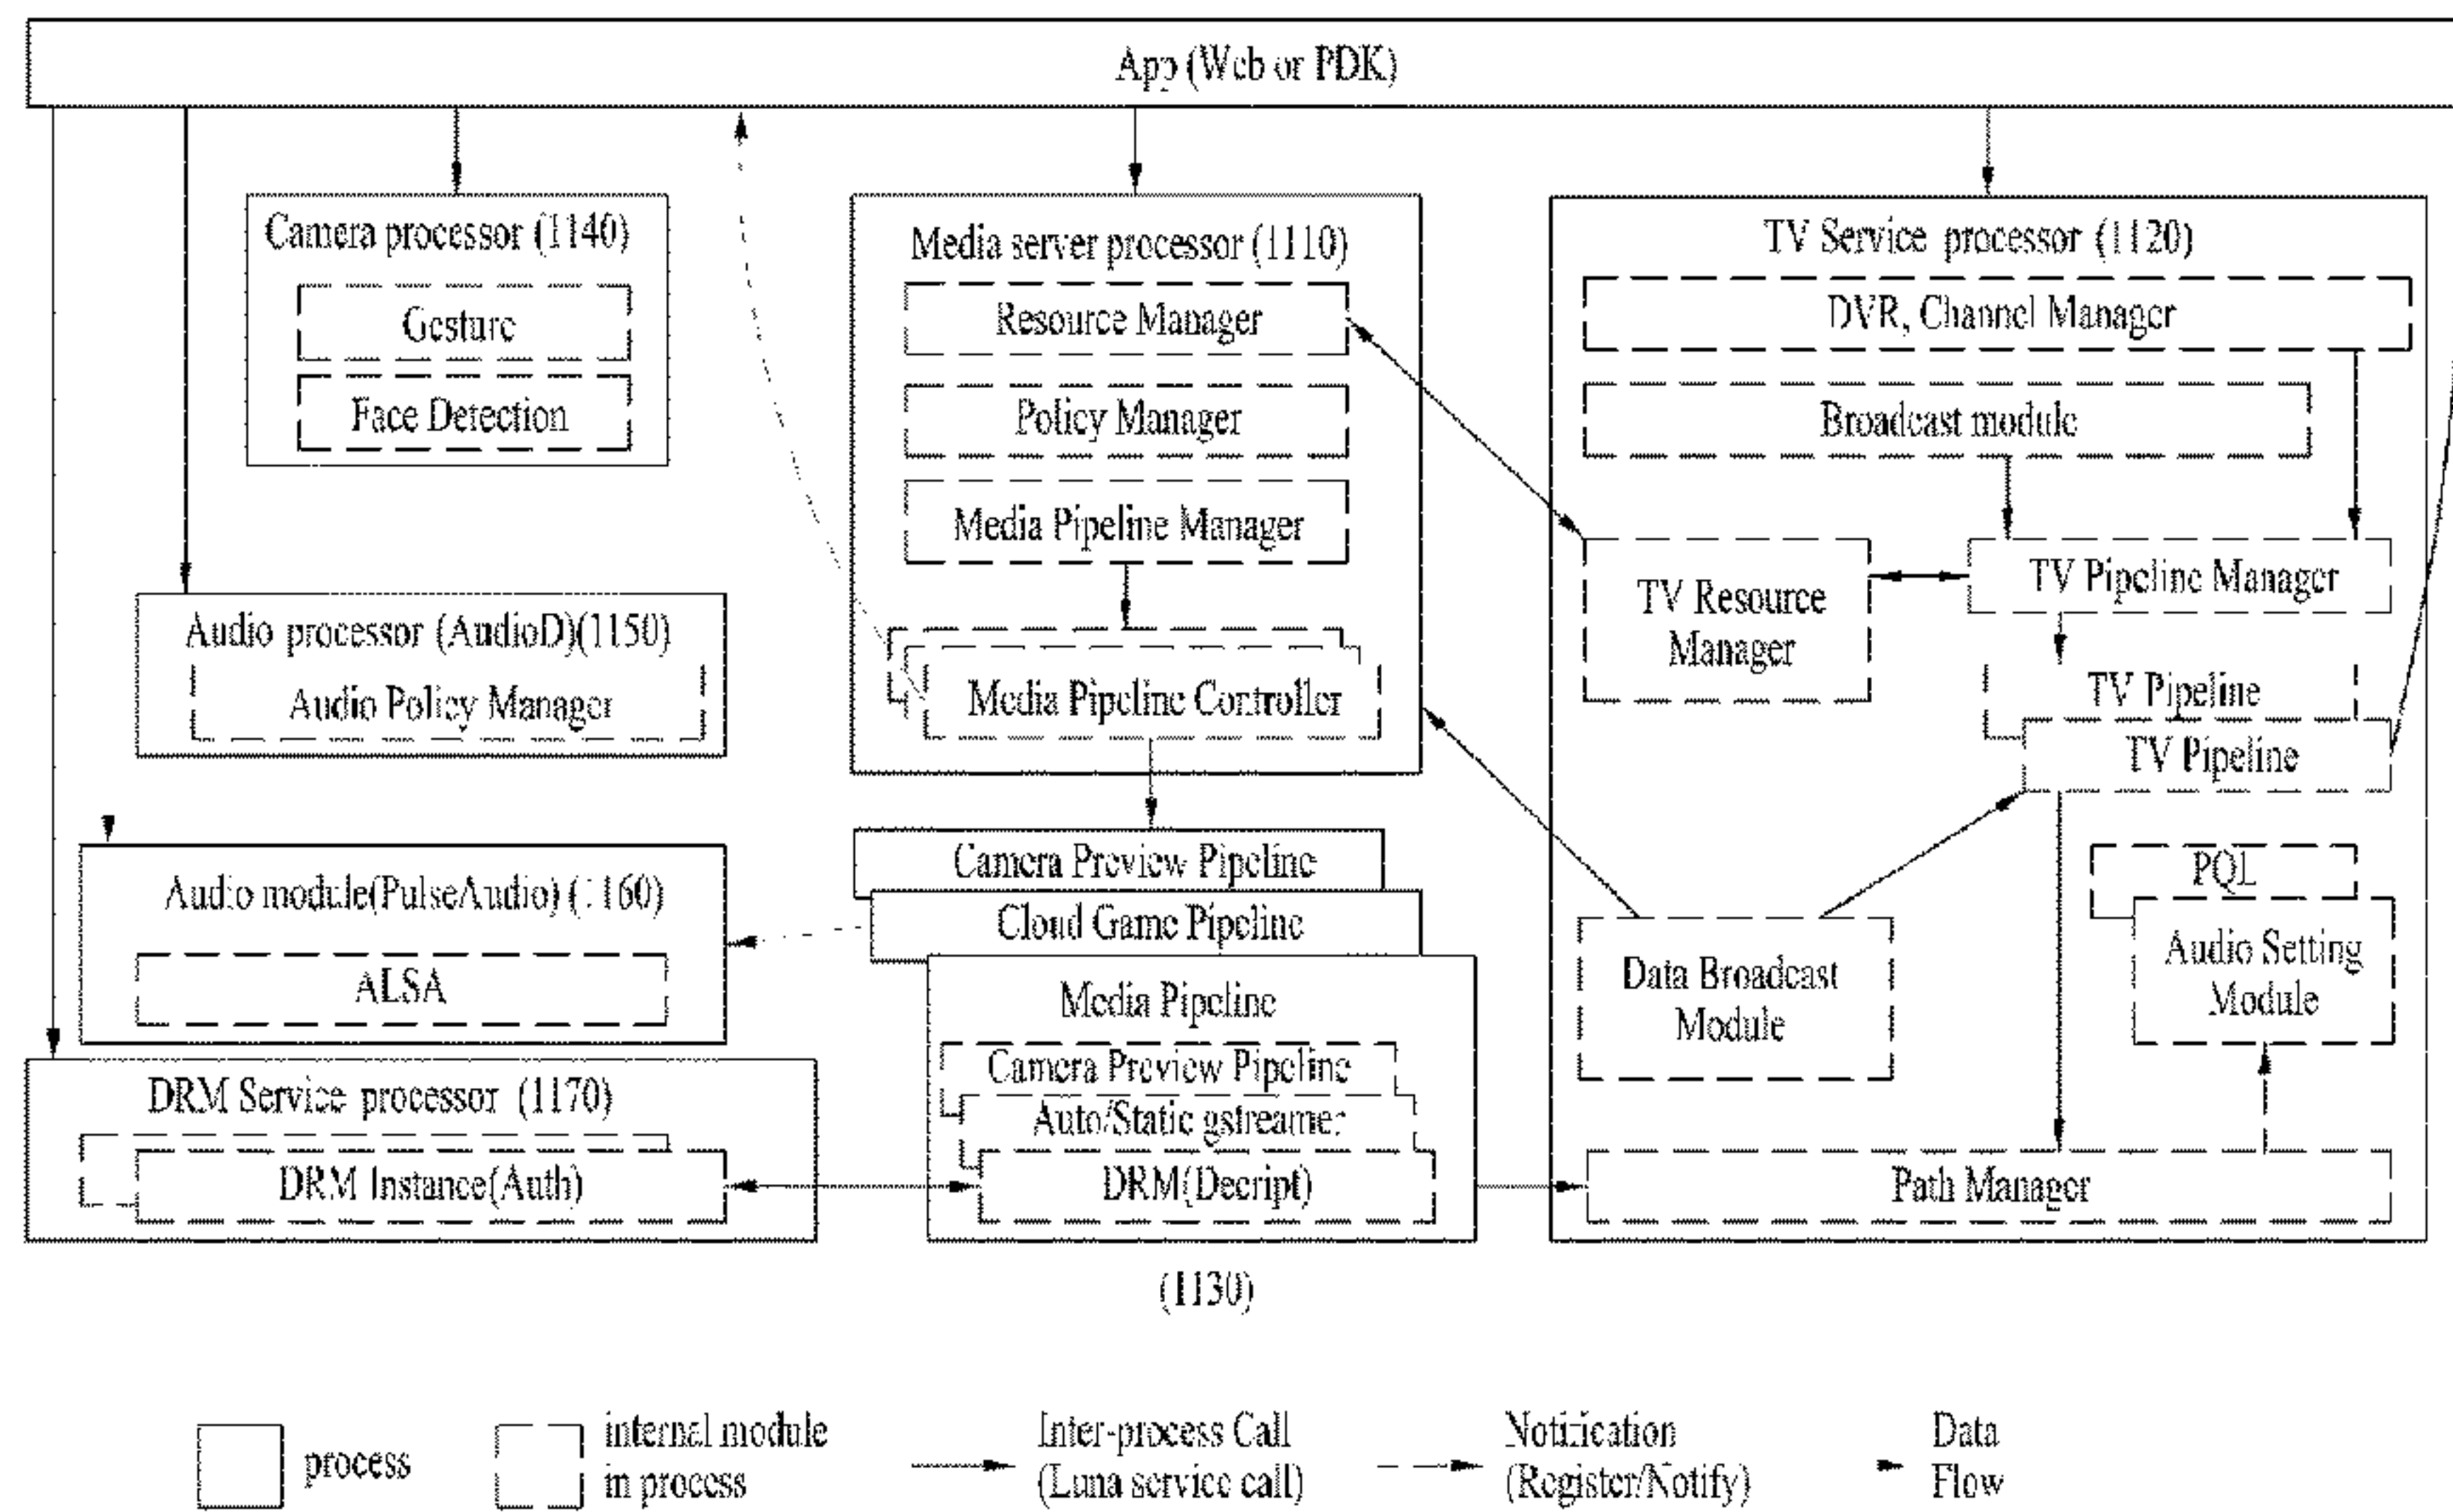 App (Web or PDK)
Camera processor (1140)
Gesture
Face Detection
Audio processor (AudioD)(1150)
Audio Policy Manager
Audio module(PulseAudio) (1160)
ALSA
DRM Service processor (1170)
DRM Instance(Auth)
Media server processor (1110)
Resource Manager
Policy Manager
Media Pipeline Manager
Media Pipeline Controller
Camera Preview Pipeline
Cloud Game Pipeline
Media Pipeline
Camera Preview Pipeline
Auto/Static gstreamer
DRM(Decript)
(1130)
TV Service processor (1120)
DVR, Channel Manager
Broadcast module
TV Resource
Manager
TV Pipeline Manager
TV Pipeline
TV Pipeline
Data Broadcast
Module
PQL
Audio Setting
Module
Path Manager
process
internal module
in process
Inter-process Call
(Luna service call)
Notification
(Register/Notify)
Data
Flow